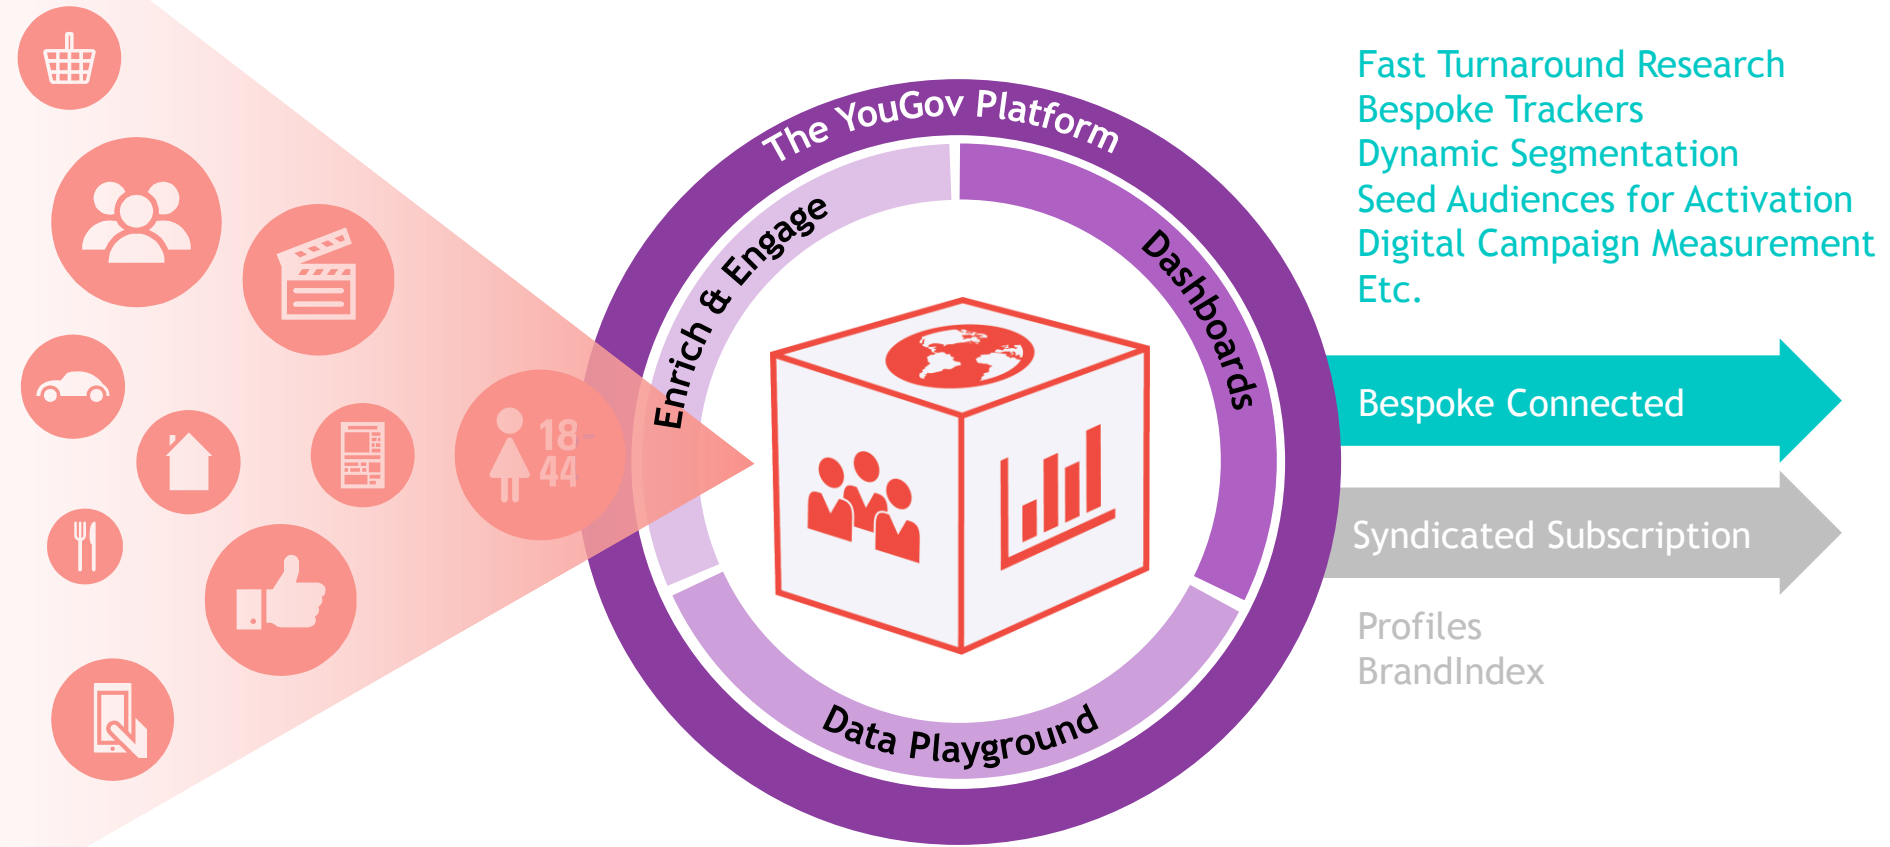 The YouGov Platform
Enrich & Engage
Dashboards
Data Playground
18-
44
Fast Turnaround Research
Bespoke Trackers
Dynamic Segmentation
Seed Audiences for Activation
Digital Campaign Measurement
Etc.
Bespoke Connected
Syndicated Subscription
Profiles
BrandIndex